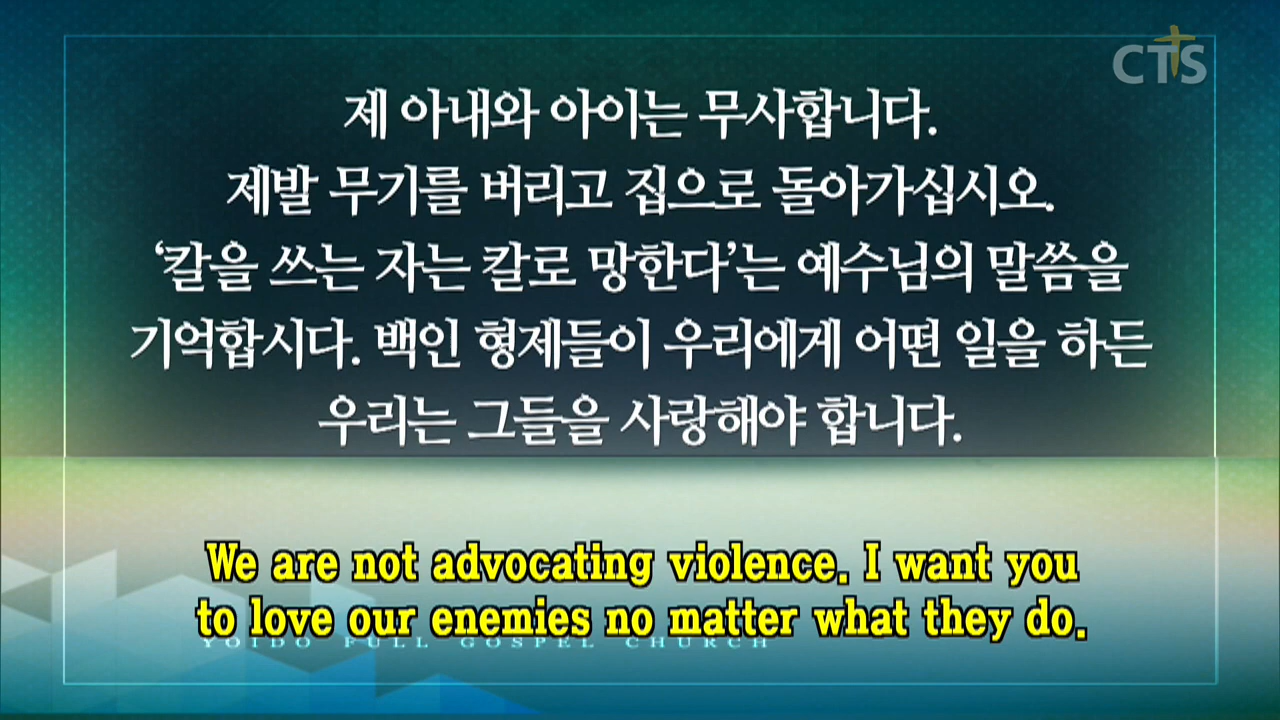 CTS
제 아내와 아이는 무사합니다.
제발 무기를 버리고 집으로 돌아가십시오.
‘칼을 쓰는 자는 칼로 망한다’는 예수님의 말씀을
기억합시다. 백인 형제들이 우리에게 어떤 일을 하든
우리는 그들을 사랑해야 합니다.
We are not advocating violence. I want you
to love our enemies no matter what they do.
YOIDO FULL GOSPEL CHURCH